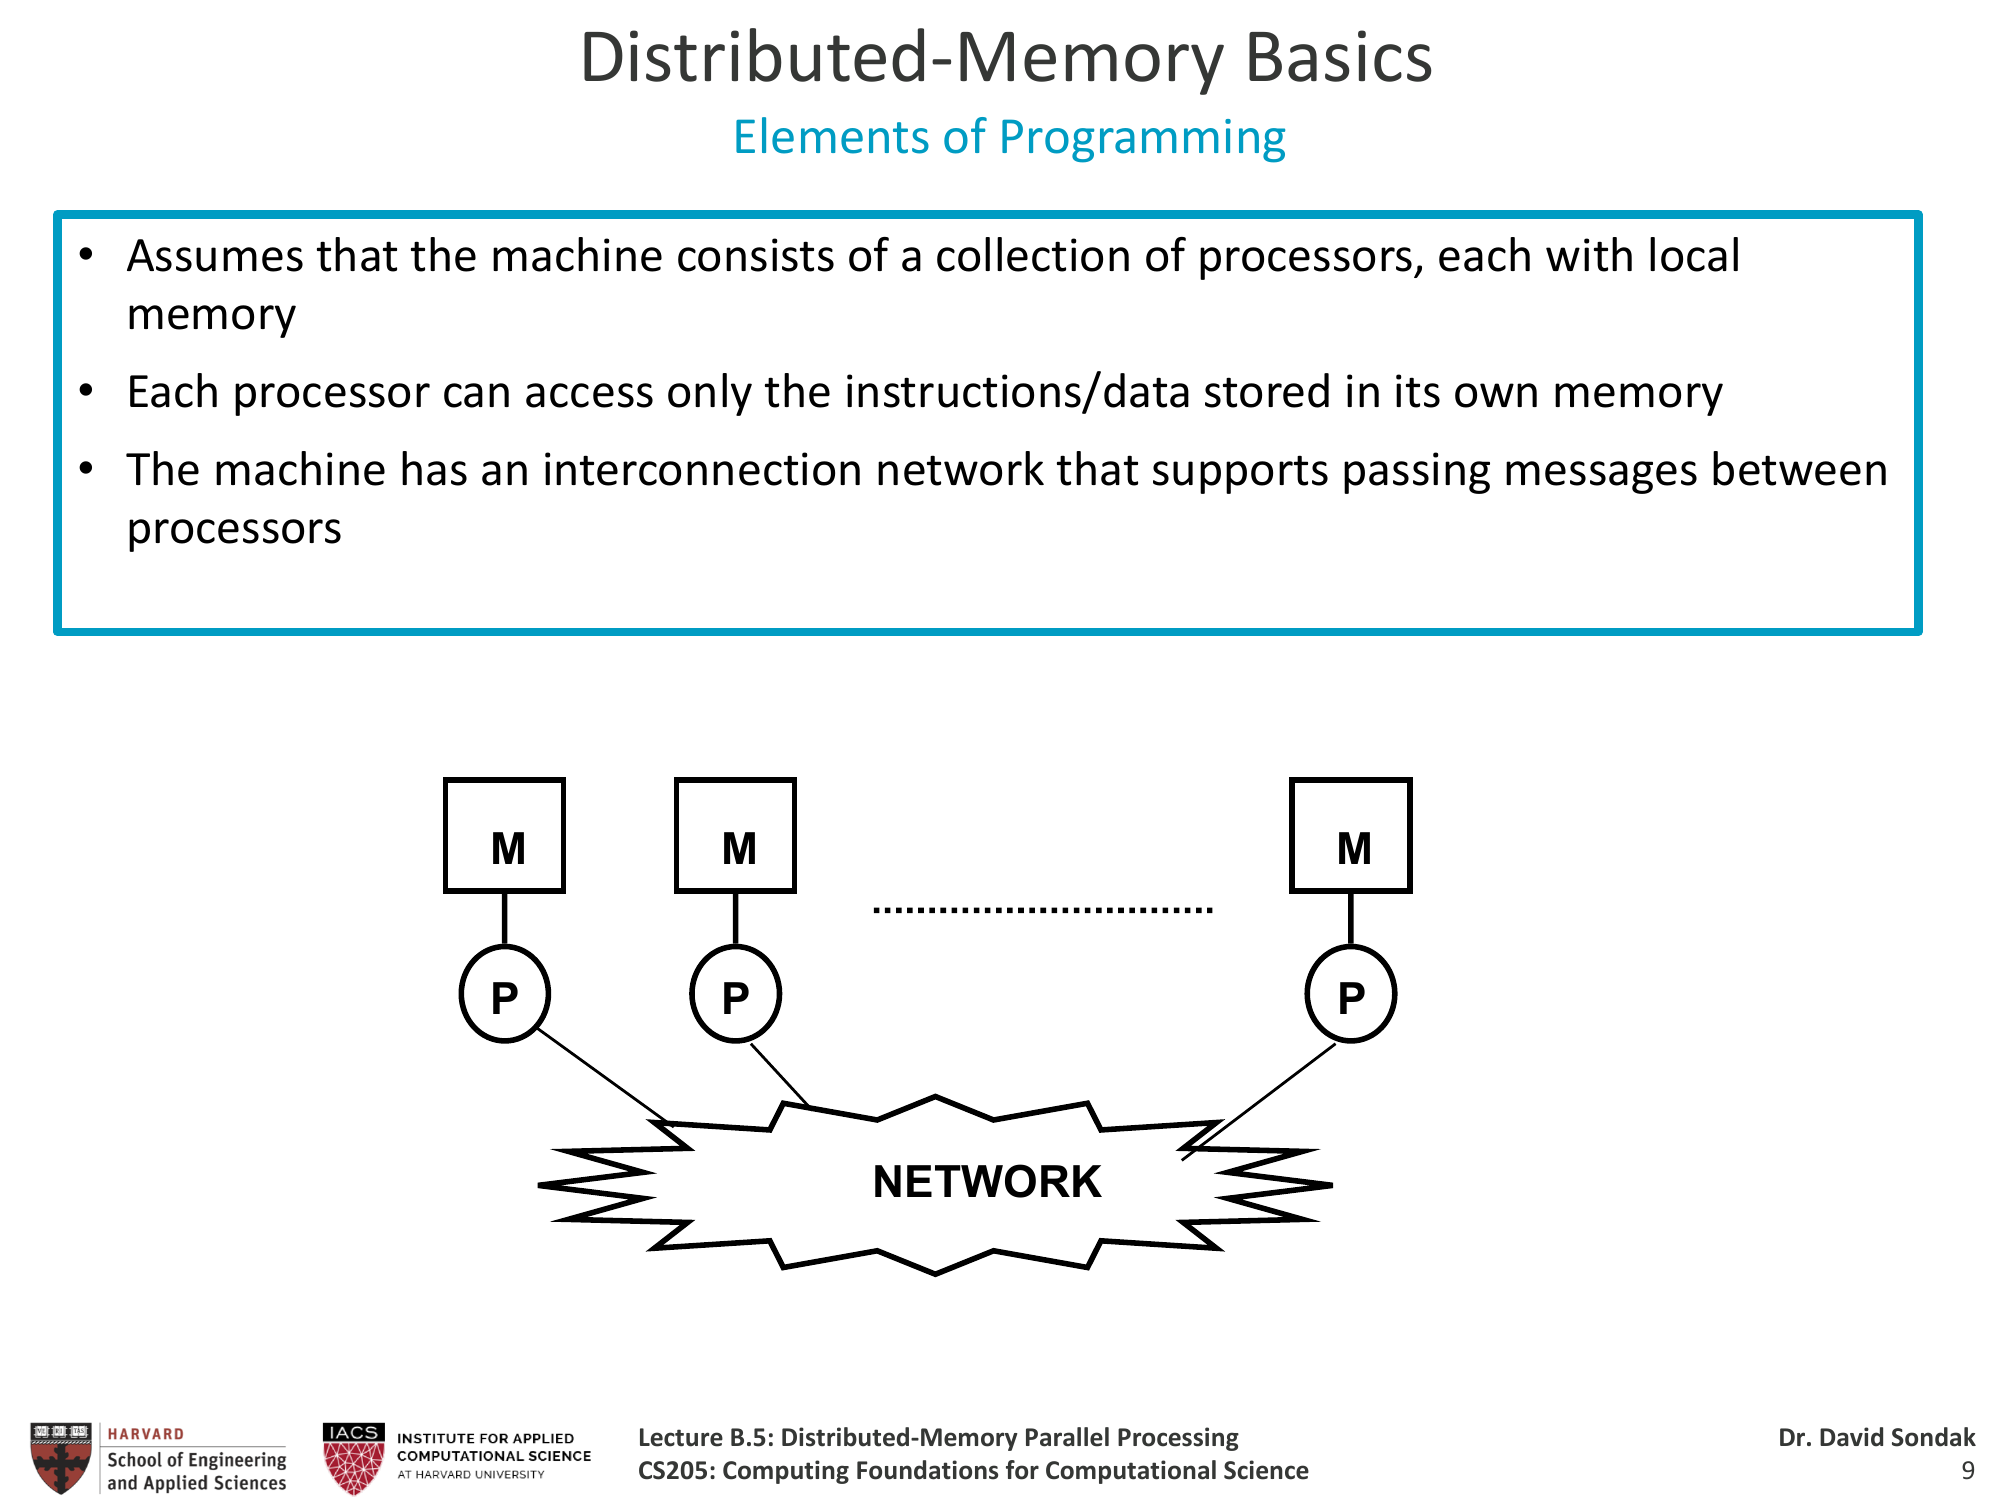 Distributed-Memory Basics
Elements of Programming
• Assumes that the machine consists of a collection of processors, each with local
memory
• Each processor can access only the instructions/data stored in its own memory
• The machine has an interconnection network that supports passing messages between
processors
M M M
P P P
NETWORK
HARVARD
School of Engineering
and Applied Sciences
IACS
INSTITUTE FOR APPLIED
COMPUTATIONAL SCIENCE
AT HARVARD UNIVERSITY
Lecture B.5: Distributed-Memory Parallel Processing
CS205: Computing Foundations for Computational Science
Dr. David Sondak
9